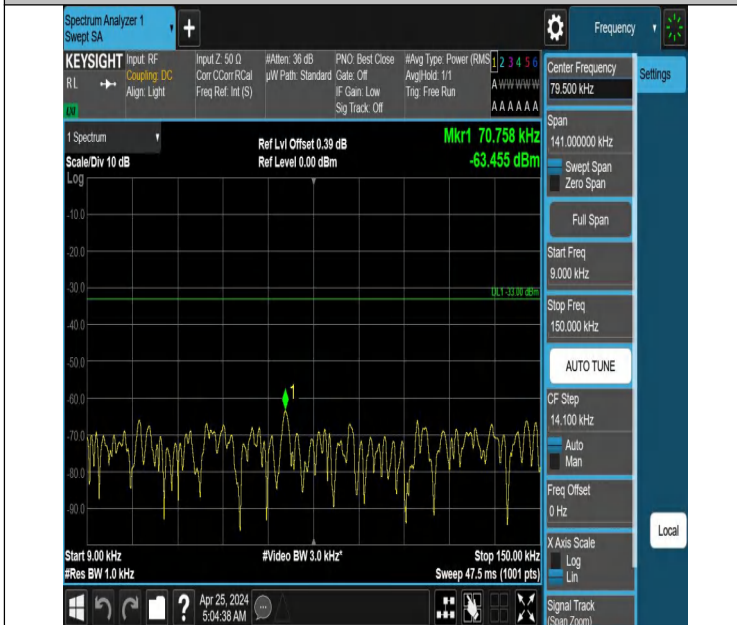 Spectrum Analyzer 1
Swept SA
Frequency
KEYSIGHT
RL
LXI
Input: RF
Coupling: DC
Align: Light
Input Z: 50 Ω
Corr CCorr RCal
Freq Ref: Int (S)
#Atten: 36 dB
µW Path: Standard
PNO: Best Close
Gate: Off
IF Gain: Low
Sig Track: Off
#Avg Type: Power (RMS
Avg|Hold: 1/1
Trig: Free Run
1 2 3 4 5 6
A W W W W W
A A A A A A
1 Spectrum
Scale/Div 10 dB
Log
Ref Lvl Offset 0.39 dB
Ref Level 0.00 dBm
Mkr1 70.758 kHz
-63.455 dBm
-10.0
-20.0
-30.0
DL1 -33.00 dBm
-40.0
-50.0
-60.0
1
-70.0
-80.0
-90.0
Start 9.00 kHz
#Res BW 1.0 kHz
#Video BW 3.0 kHz*
Stop 150.00 kHz
Sweep 47.5 ms (1001 pts)
Apr 25, 2024
5:04:38 AM
Center Frequency
79.500 kHz
Settings
Span
141.000000 kHz
Swept Span
Zero Span
Full Span
Start Freq
9.000 kHz
Stop Freq
150.000 kHz
AUTO TUNE
CF Step
14.100 kHz
Auto
Man
Freq Offset
0 Hz
X Axis Scale
Log
Lin
Local
Signal Track
(Span Zoom)